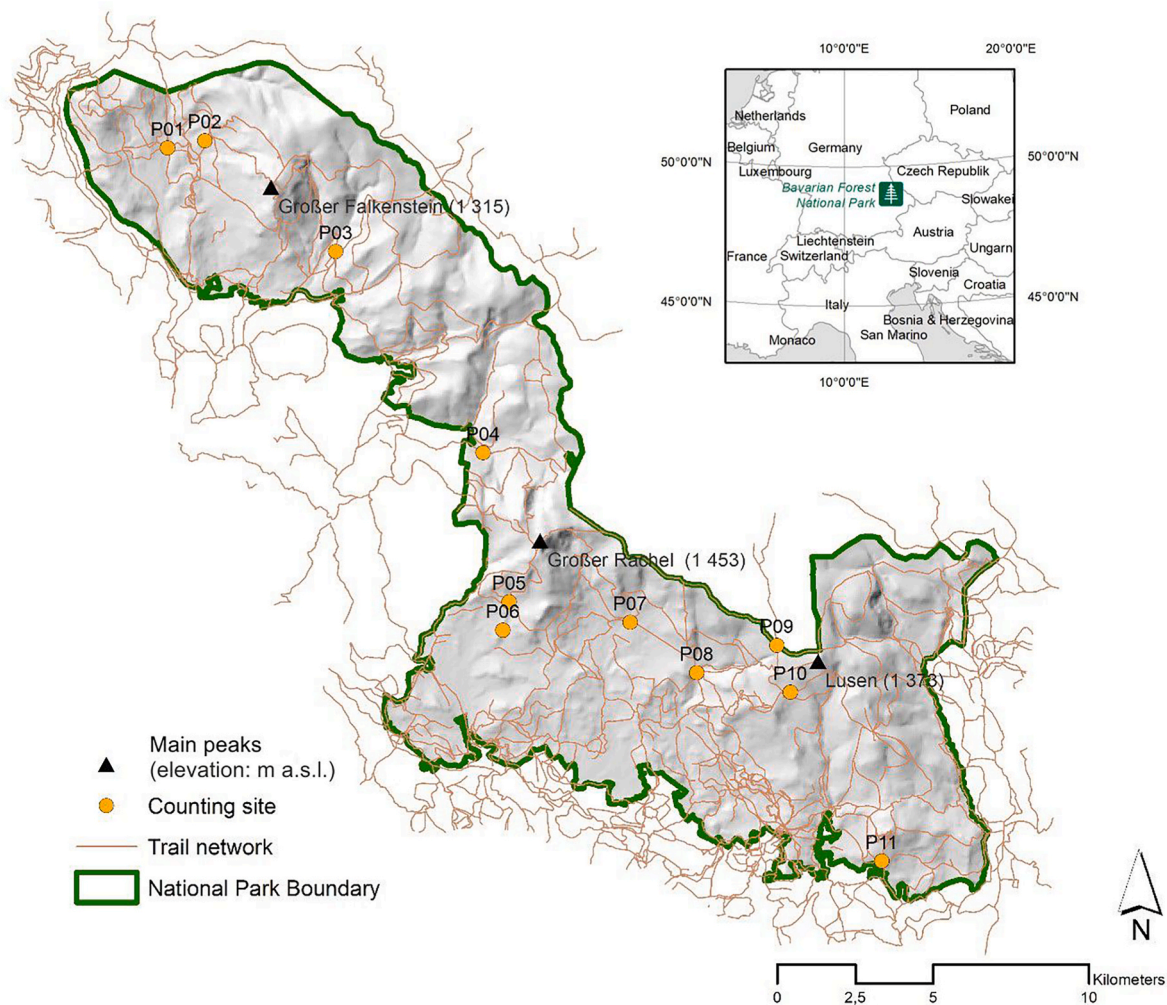 10°0'0"E
20°0'0"E
Netherlands
Poland
Belgium
Germany
50°0'0"N
50°0'0"N
Luxembourg
Czech Republik
Bavarian Forest
National Park
Slowakei
Austria
Liechtenstein
Ungarn
France
Switzerland
Slovenia
Croatia
45°0'0"N
45°0'0"N
Italy
Bosnia & Herzegovina
Monaco
San Marino
10°0'0"E
P01
P02
Großer Falkenstein (1 315)
P03
P04
Großer Rachel (1 453)
P05
P06
P07
P08
P09
P10
Lusen (1 373)
P11
Main peaks
(elevation: m a.s.l.)
Counting site
Trail network
National Park Boundary
N
Kilometers
0
2,5
5
10